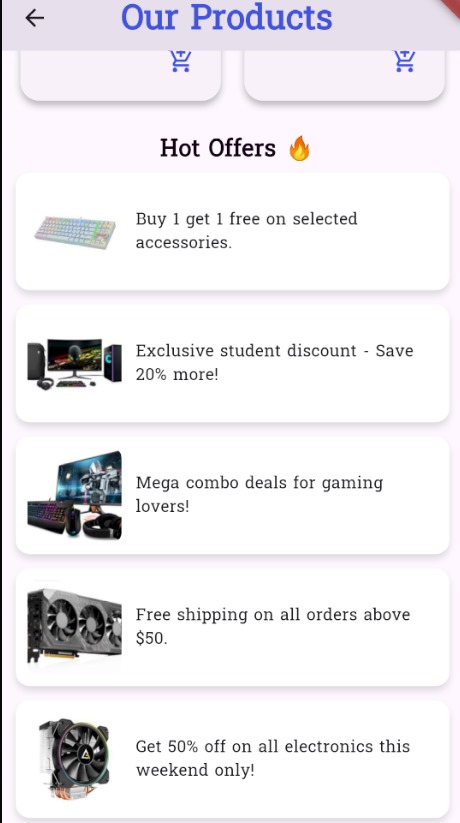 Our Products
Hot Offers 🔥
Buy 1 get 1 free on selected
accessories.
Exclusive student discount - Save
20% more!
Mega combo deals for gaming
lovers!
Free shipping on all orders above
$50.
Get 50% off on all electronics this
weekend only!